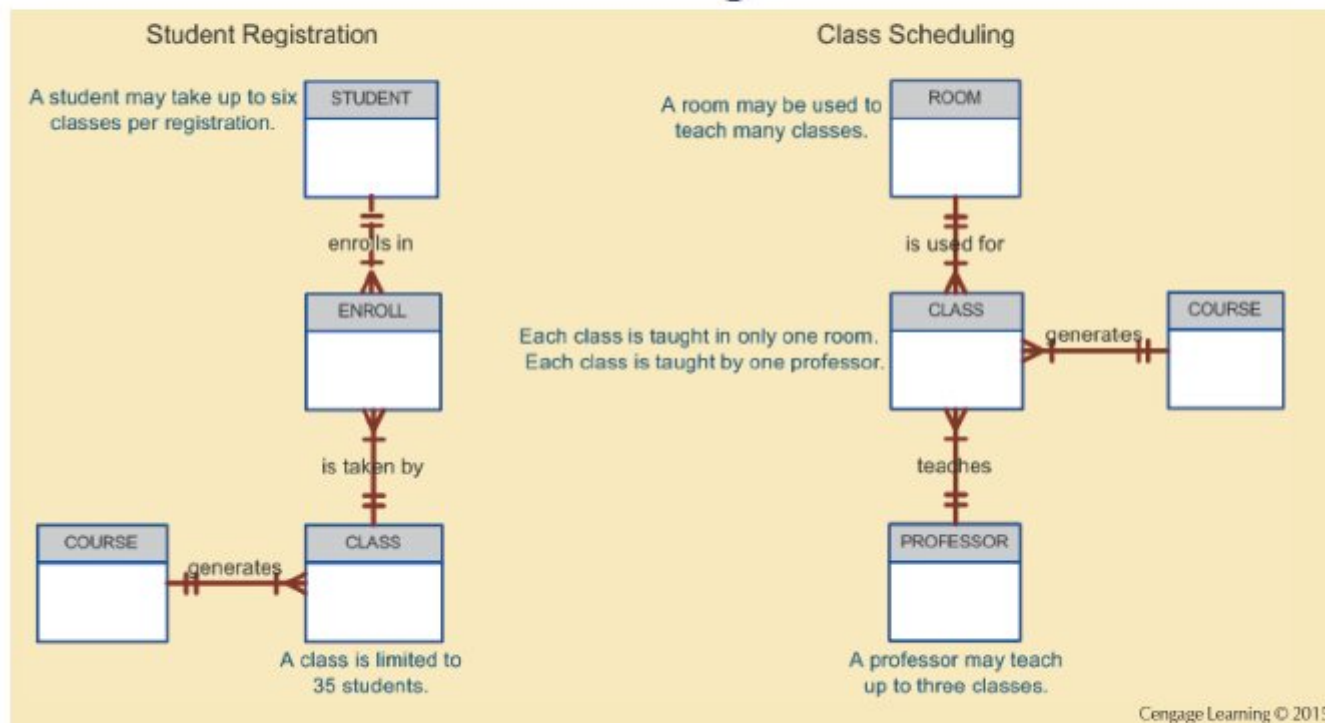 Student Registration
A student may take up to six
classes per registration.
STUDENT
enrolls in
ENROLL
is taken by
COURSE
generates
CLASS
A class is limited to
35 students.
Class Scheduling
A room may be used to
teach many classes.
ROOM
is used for
CLASS
generates
COURSE
Each class is taught in only one room.
Each class is taught by one professor.
teaches
PROFESSOR
A professor may teach
up to three classes.
Cengage Learning © 2015